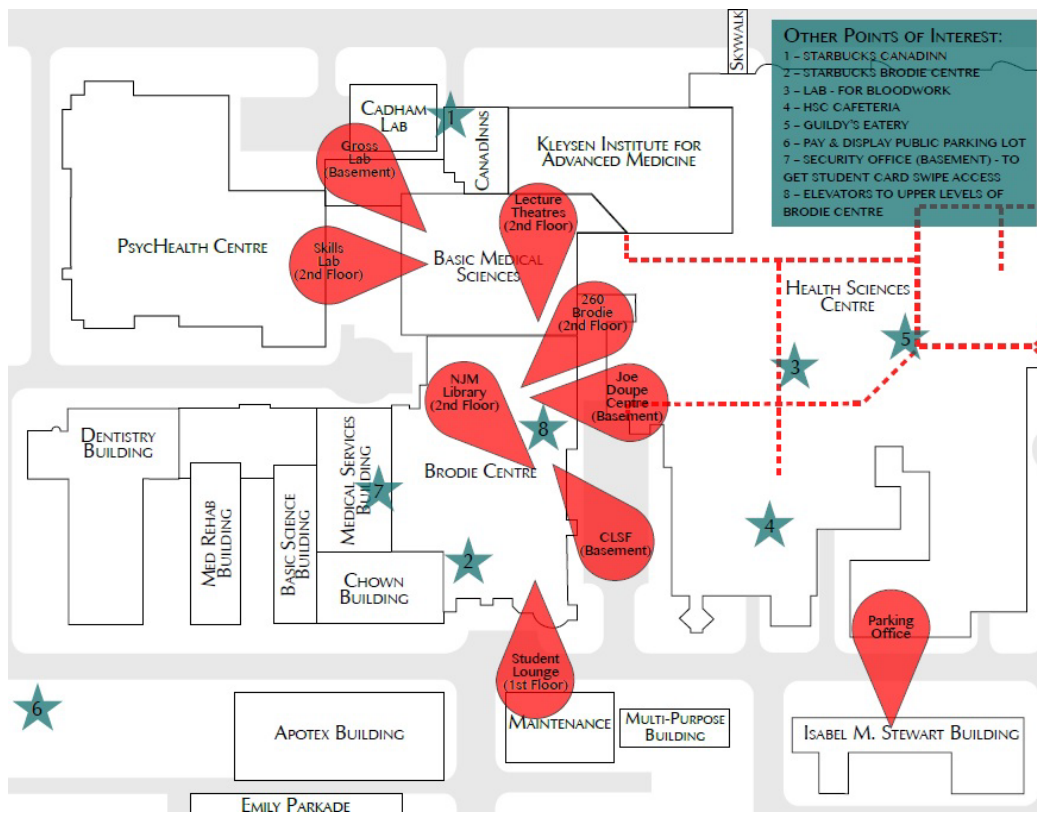 SKYWALK
OTHER POINTS OF INTEREST:
1 – STARBUCKS CANADINN
2 – STARBUCKS BRODIE CENTRE
3 – LAB - FOR BLOODWORK
4 – HSC CAFETERIA
5 – GUILDY'S EATERY
6 – PAY & DISPLAY PUBLIC PARKING LOT
7 – SECURITY OFFICE (BASEMENT) - TO
GET STUDENT CARD SWIPE ACCESS
8 – ELEVATORS TO UPPER LEVELS OF
BRODIE CENTRE
CADHAM
LAB
1
CANADINNS
KLEYSEN INSTITUTE FOR
ADVANCED MEDICINE
Gross
Lab
(Basement)
Lecture
Theatres
(2nd Floor)
PSYCHEALTH CENTRE
Skills
Lab
(2nd Floor)
BASIC MEDICAL
SCIENCES
HEALTH SCIENCES
CENTRE
260
Brodie
(2nd Floor)
5
3
NJM
Library
(2nd Floor)
Joe
Doupe
Centre
(Basement)
8
DENTISTRY
BUILDING
MEDICAL SERVICES
BUILDING
BRODIE CENTRE
7
4
MED REHAB
BUILDING
BASIC SCIENCE
BUILDING
CLSF
(Basement)
2
CHOWN
BUILDING
Parking
Office
Student
Lounge
(1st Floor)
6
APOTEX BUILDING
MAINTENANCE
MULTI-PURPOSE
BUILDING
ISABEL M. STEWART BUILDING
EMILY PARKADE